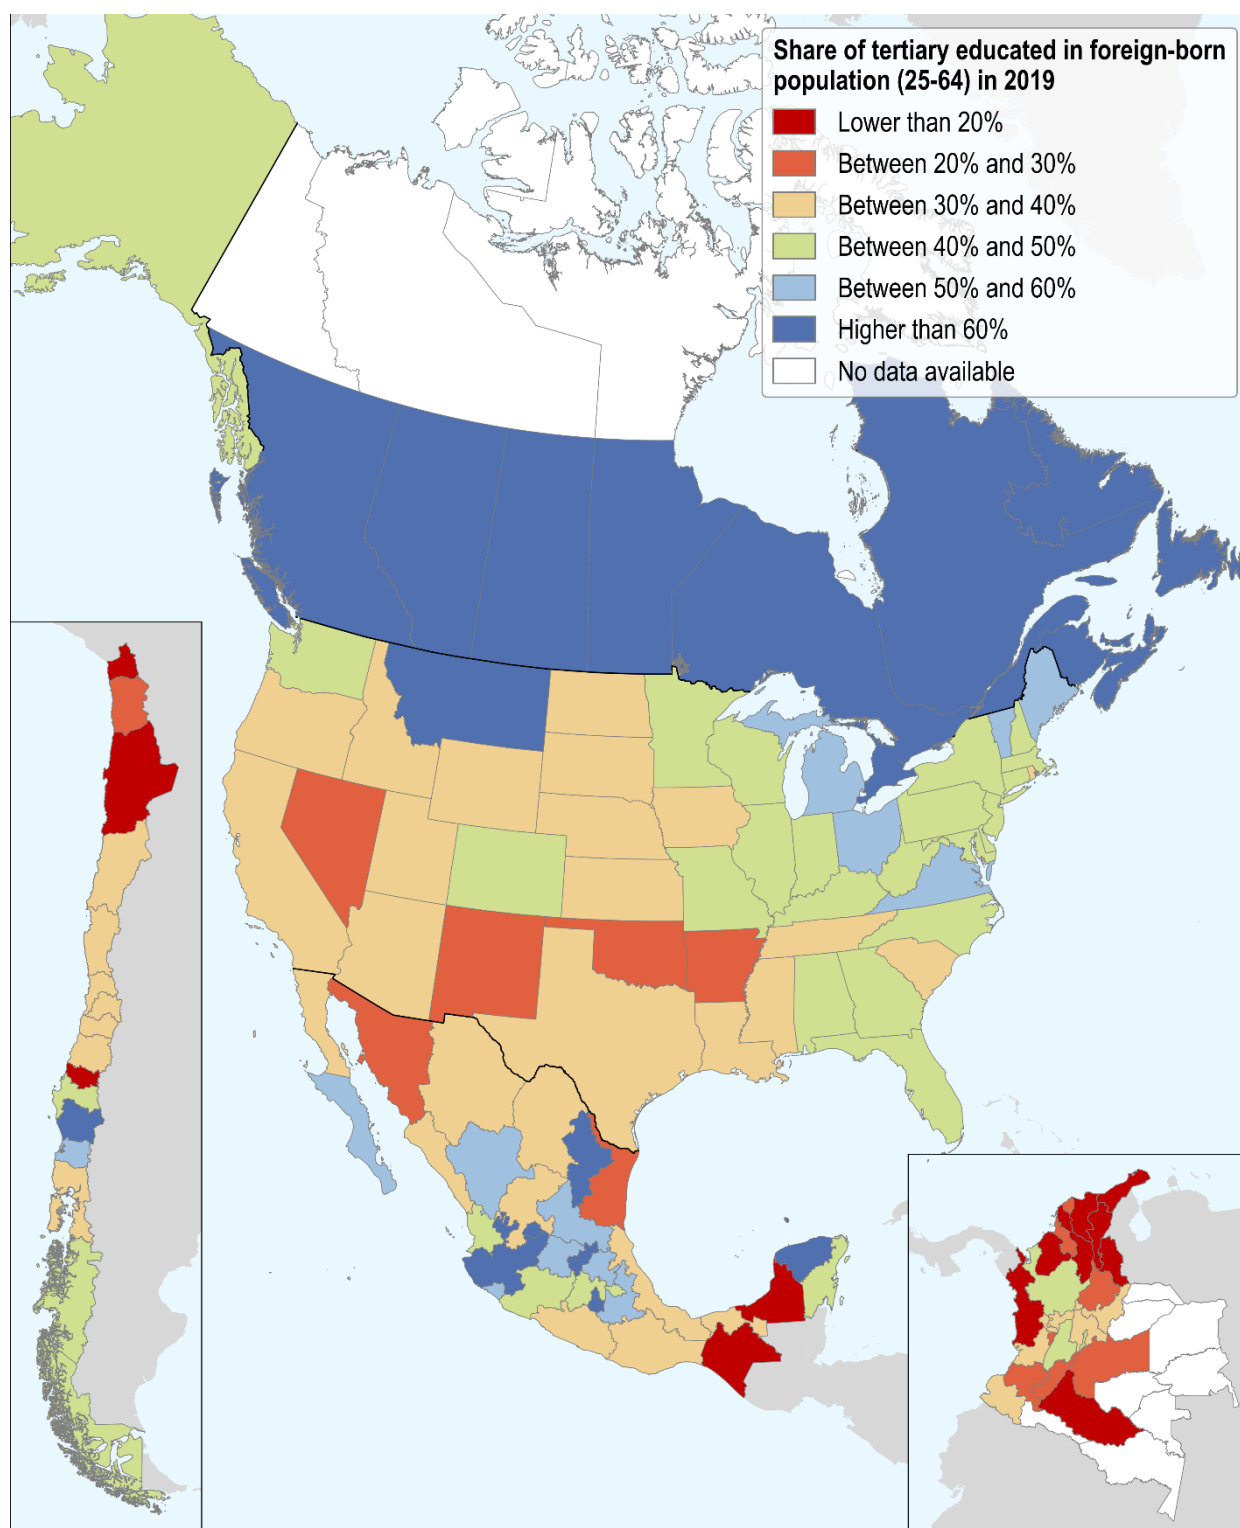 Share of tertiary educated in foreign-born
population (25-64) in 2019
Lower than 20%
Between 20% and 30%
Between 30% and 40%
Between 40% and 50%
Between 50% and 60%
Higher than 60%
No data available